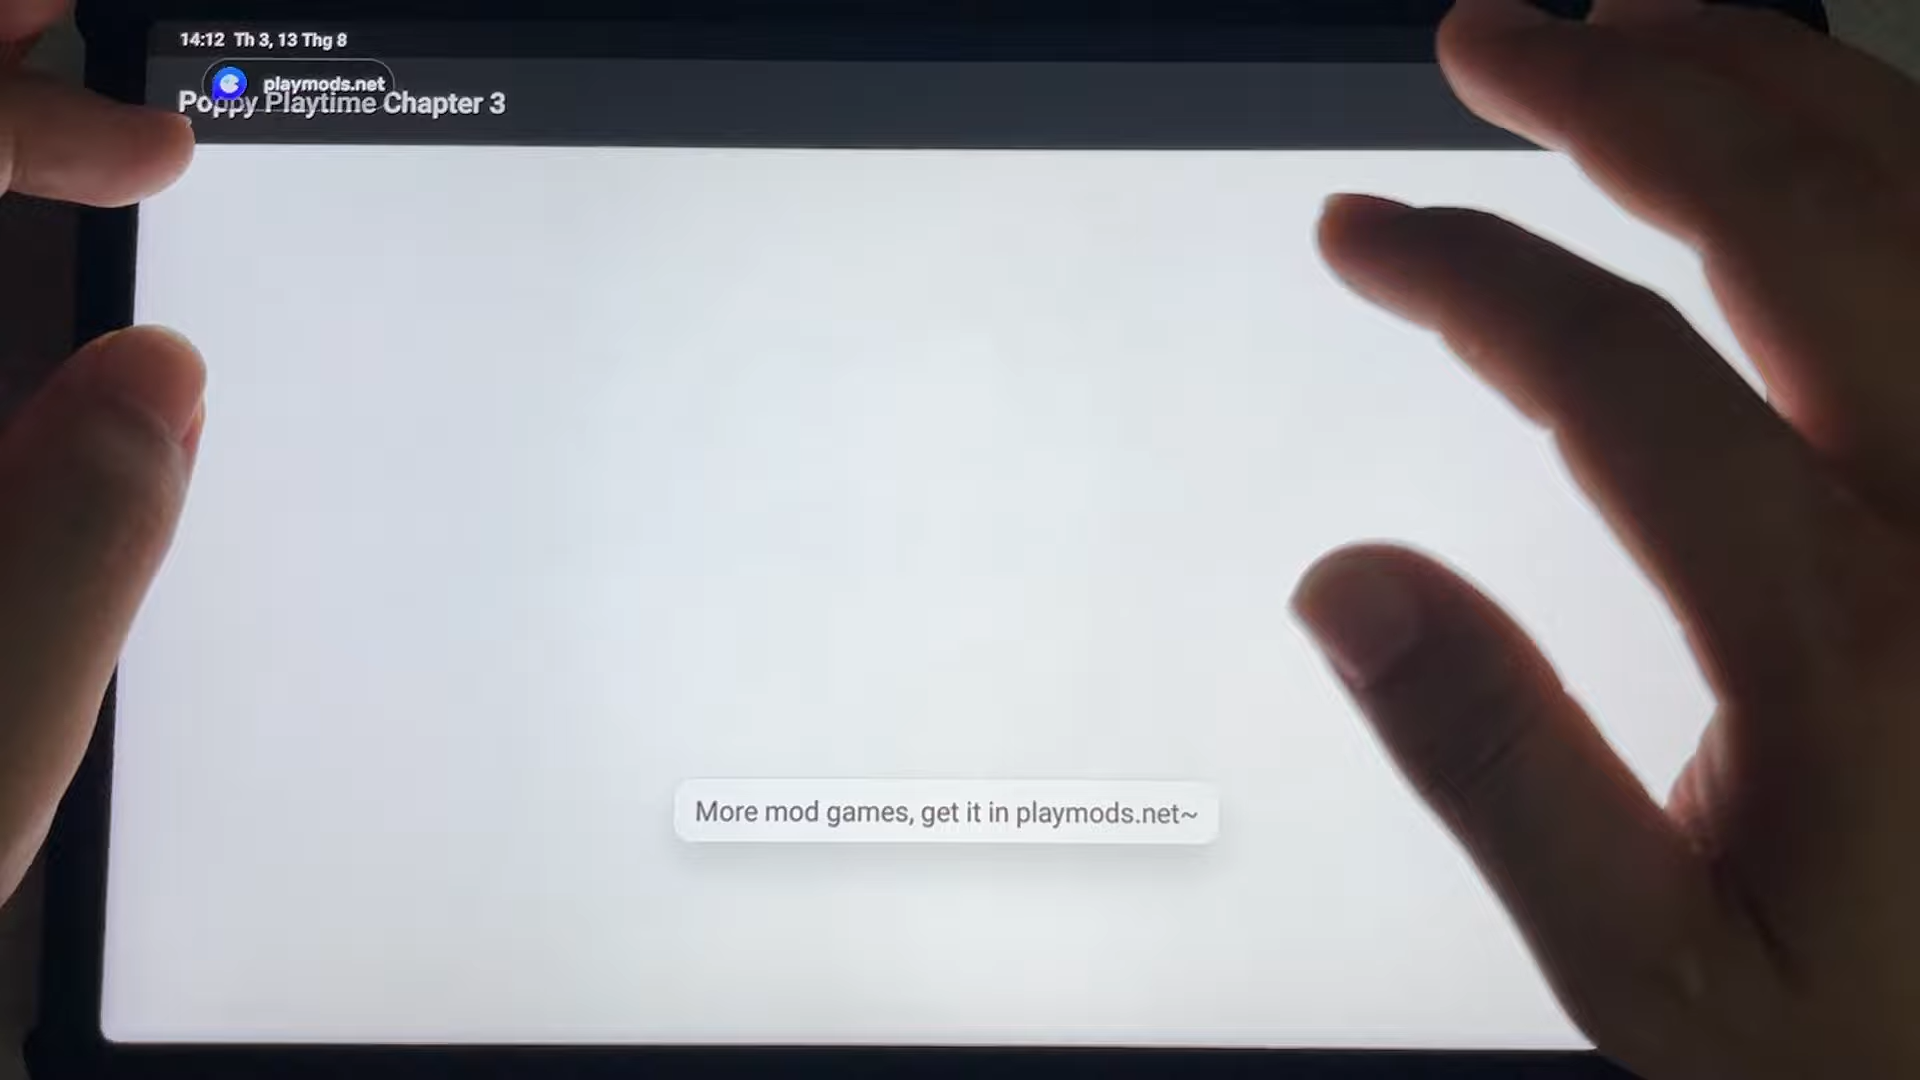 14:12 Th 3, 13 Thg 8
playmods.net
Poppy Playtime Chapter 3
More mod games, get it in playmods.net~